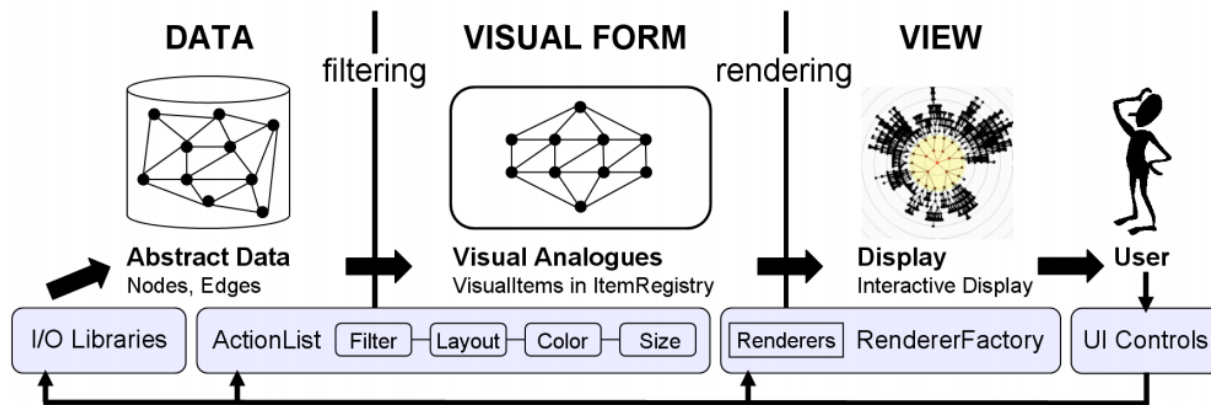 DATA
VISUAL FORM
VIEW
filtering
rendering
Abstract Data
Nodes, Edges
Visual Analogues
VisualItems in ItemRegistry
Display
Interactive Display
User
I/O Libraries
ActionList
Filter
Layout
Color
Size
Renderers
RendererFactory
UI Controls